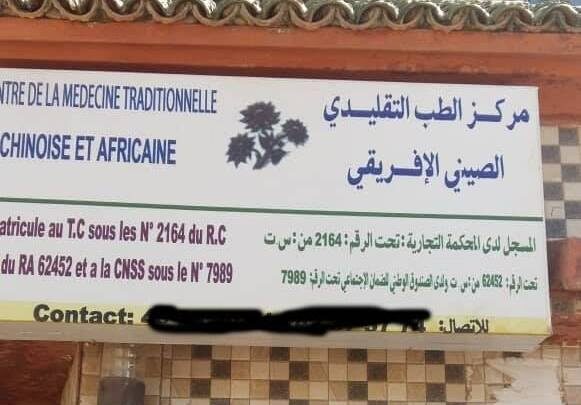 NTRE DE LA MEDECINE TRADITIONNELLE
CHINOISE ET AFRICAINE
مركز الطب التقليدي
الصيني الإفريقي
atricule au T.C sous les N° 2164 du R.C
du RA 62452 et a la CNSS sous le N° 7989
المسجل لدى المحكمة التجارية : تحت الرقم : 2164 من : س ت
تحت الرقم : 62452 من : س . ت ولدى الصندوق الوطني للضمان الإجتماعي تحت الرقم : 7989
Contact:
للاتصال :